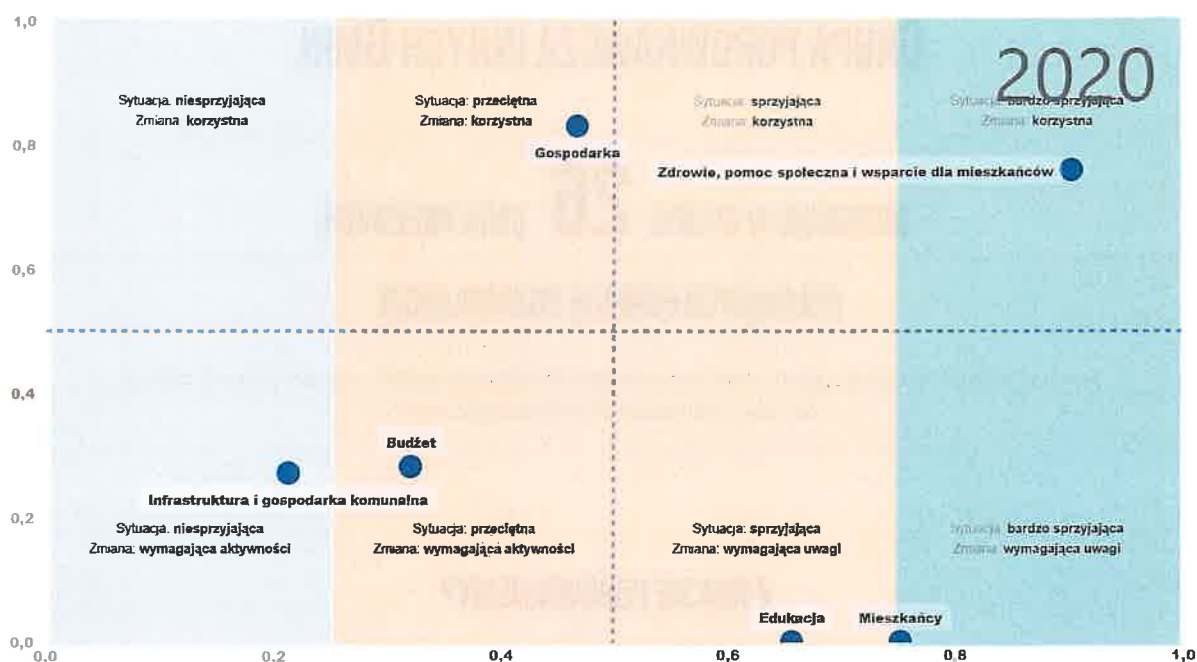 1,0
2020
Sytuacja: niesprzyjająca
Zmiana korzystna
Sytuacja: przeciętna
Zmiana: korzystna
Sytuacja: sprzyjająca
Zmiana: korzystna
Sytuacja: bardzo sprzyjająca
Zmiana: korzystna
0,8
Gospodarka
Zdrowie, pomoc społeczna i wsparcie dla mieszkańców
0,6
0,4
Budżet
Infrastruktura i gospodarka komunalna
0,2
Sytuacja: niesprzyjająca
Zmiana: wymagająca aktywności
Sytuacja: przeciętna
Zmiana: wymagająca aktywności
Sytuacja: sprzyjająca
Zmiana: wymagająca uwagi
Sytuacja: bardzo sprzyjająca
Zmiana: wymagająca uwagi
Edukacja
Mieszkańcy
0,0
0,0
0,2
0,4
0,6
0,8
1,0